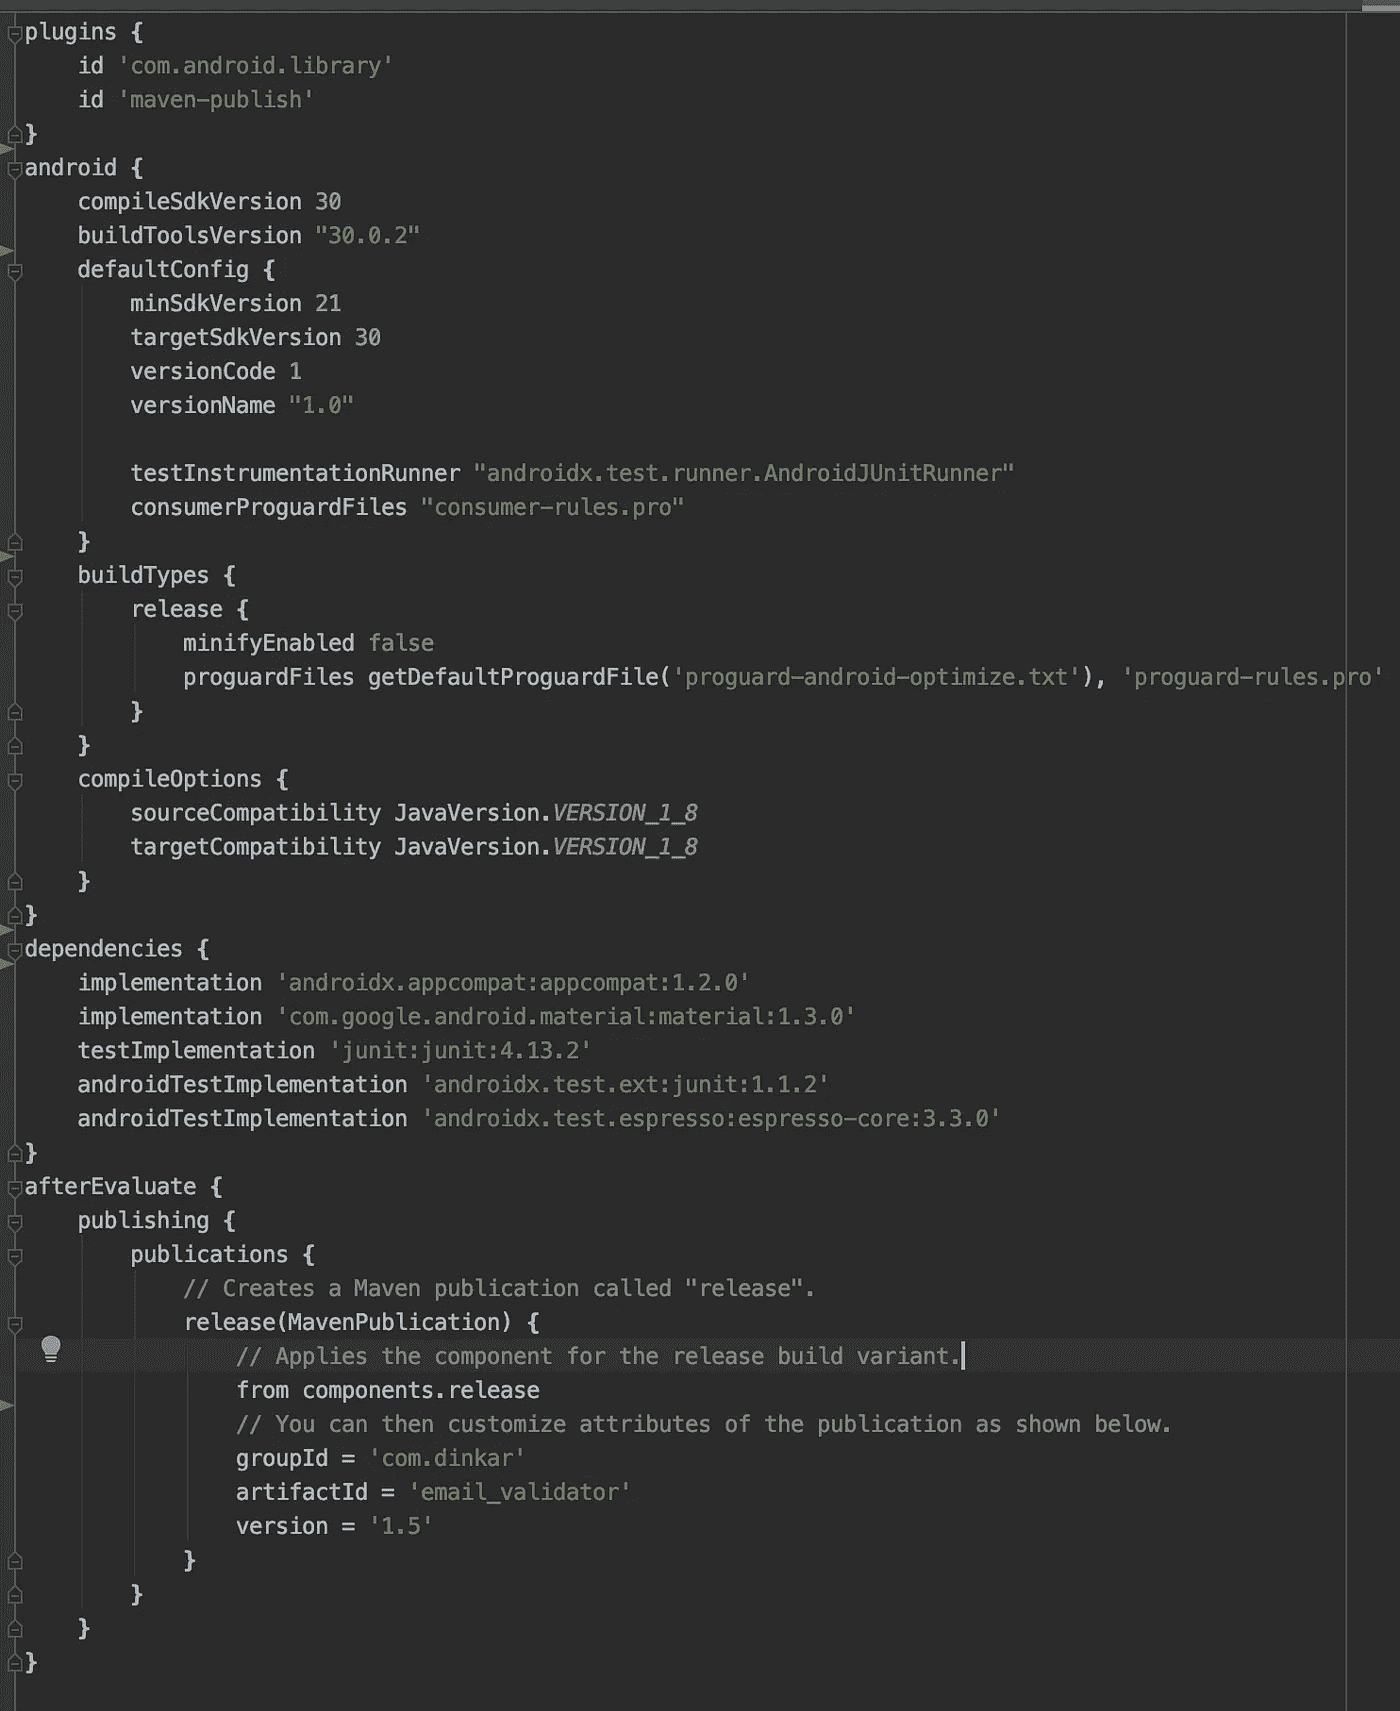 plugins {
    id 'com.android.library'
    id 'maven-publish'
}
android {
    compileSdkVersion 30
    buildToolsVersion "30.0.2"
    defaultConfig {
        minSdkVersion 21
        targetSdkVersion 30
        versionCode 1
        versionName "1.0"

        testInstrumentationRunner "androidx.test.runner.AndroidJUnitRunner"
        consumerProguardFiles "consumer-rules.pro"
    }
    buildTypes {
        release {
            minifyEnabled false
            proguardFiles getDefaultProguardFile('proguard-android-optimize.txt'), 'proguard-rules.pro'
        }
    }
    compileOptions {
        sourceCompatibility JavaVersion.VERSION_1_8
        targetCompatibility JavaVersion.VERSION_1_8
    }
}
dependencies {
    implementation 'androidx.appcompat:appcompat:1.2.0'
    implementation 'com.google.android.material:material:1.3.0'
    testImplementation 'junit:junit:4.13.2'
    androidTestImplementation 'androidx.test.ext:junit:1.1.2'
    androidTestImplementation 'androidx.test.espresso:espresso-core:3.3.0'
}
afterEvaluate {
    publishing {
        publications {
            // Creates a Maven publication called "release".
            release(MavenPublication) {
                // Applies the component for the release build variant.
                from components.release
                // You can then customize attributes of the publication as shown below.
                groupId = 'com.dinkar'
                artifactId = 'email_validator'
                version = '1.5'
            }
        }
    }
}